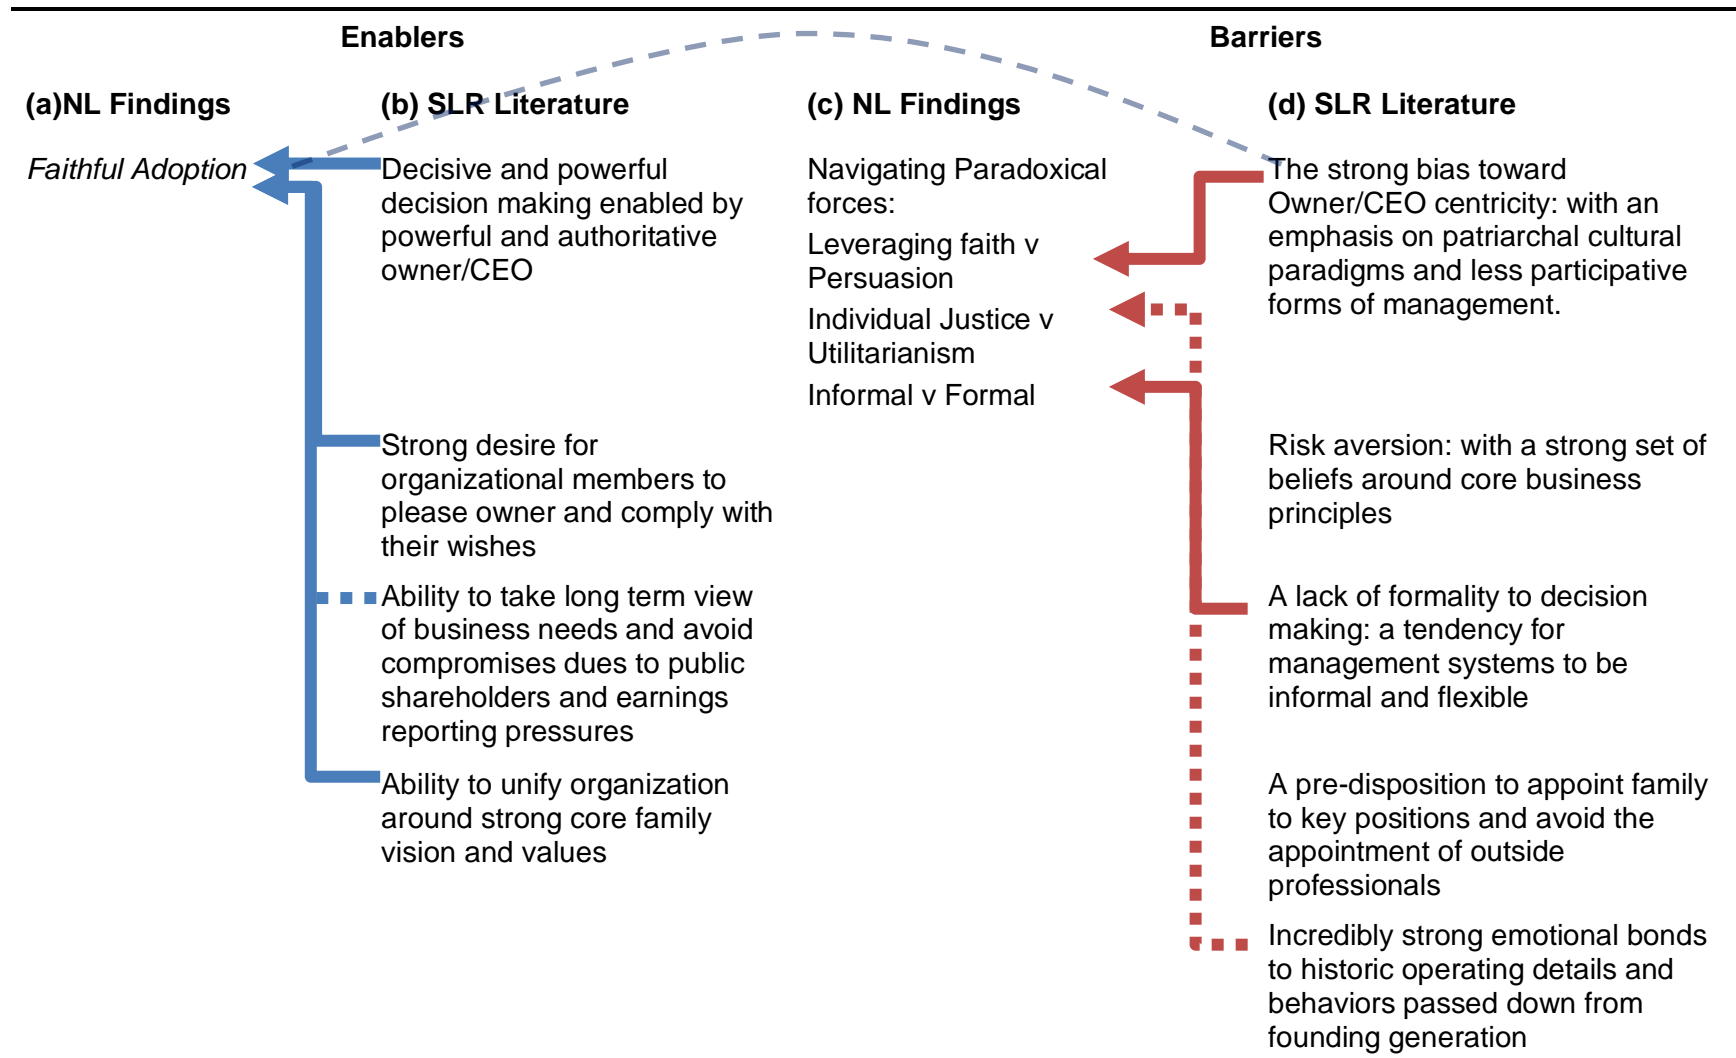 Enablers
Barriers
(a)NL Findings
(b) SLR Literature
(c) NL Findings
(d) SLR Literature
Faithful Adoption
Decisive and powerful
decision making enabled by
powerful and authoritative
owner/CEO
Strong desire for
organizational members to
please owner and comply with
their wishes
Ability to take long term view
of business needs and avoid
compromises dues to public
shareholders and earnings
reporting pressures
Ability to unify organization
around strong core family
vision and values
Navigating Paradoxical
forces:
Leveraging faith v
Persuasion
Individual Justice v
Utilitarianism
Informal v Formal
The strong bias toward
Owner/CEO centricity: with an
emphasis on patriarchal cultural
paradigms and less participative
forms of management.
Risk aversion: with a strong set of
beliefs around core business
principles
A lack of formality to decision
making: a tendency for
management systems to be
informal and flexible
A pre-disposition to appoint family
to key positions and avoid the
appointment of outside
professionals
Incredibly strong emotional bonds
to historic operating details and
behaviors passed down from
founding generation